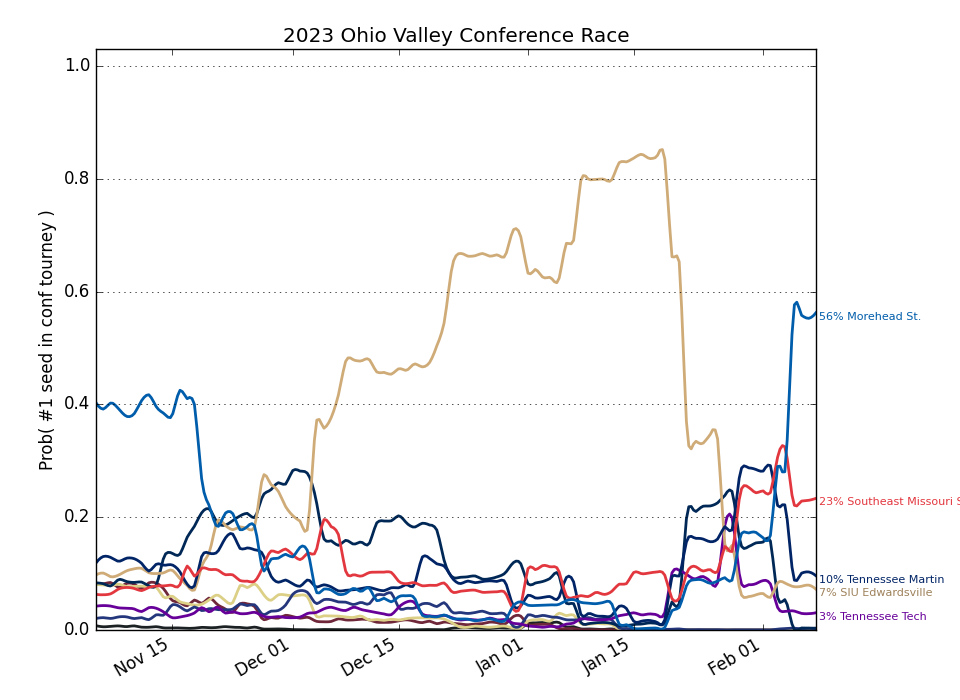 2023 Ohio Valley Conference Race
Prob( #1 seed in conf tourney )
1.0
0.8
0.6
0.4
0.2
0.0
Nov 15
Dec 01
Dec 15
Jan 01
Jan 15
Feb 01
56% Morehead St.
23% Southeast Missouri S
10% Tennessee Martin
7% SIU Edwardsville
3% Tennessee Tech